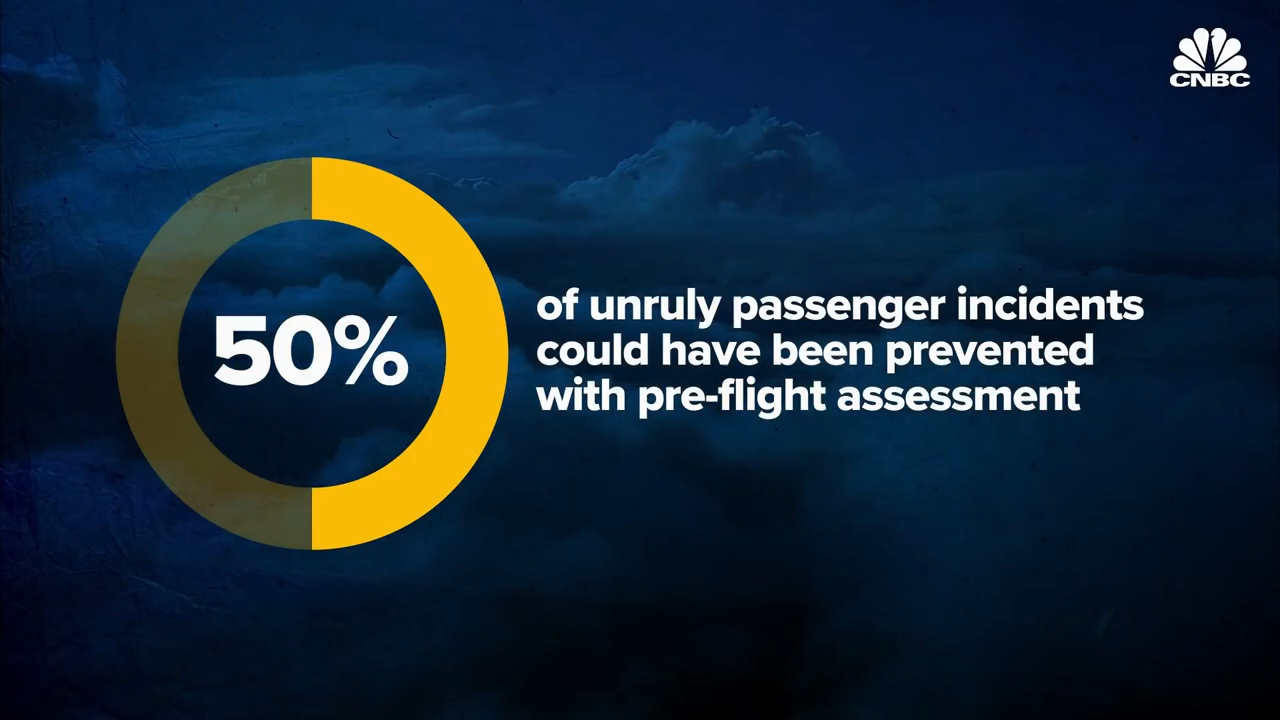 CNBC
50%
of unruly passenger incidents
could have been prevented
with pre-flight assessment